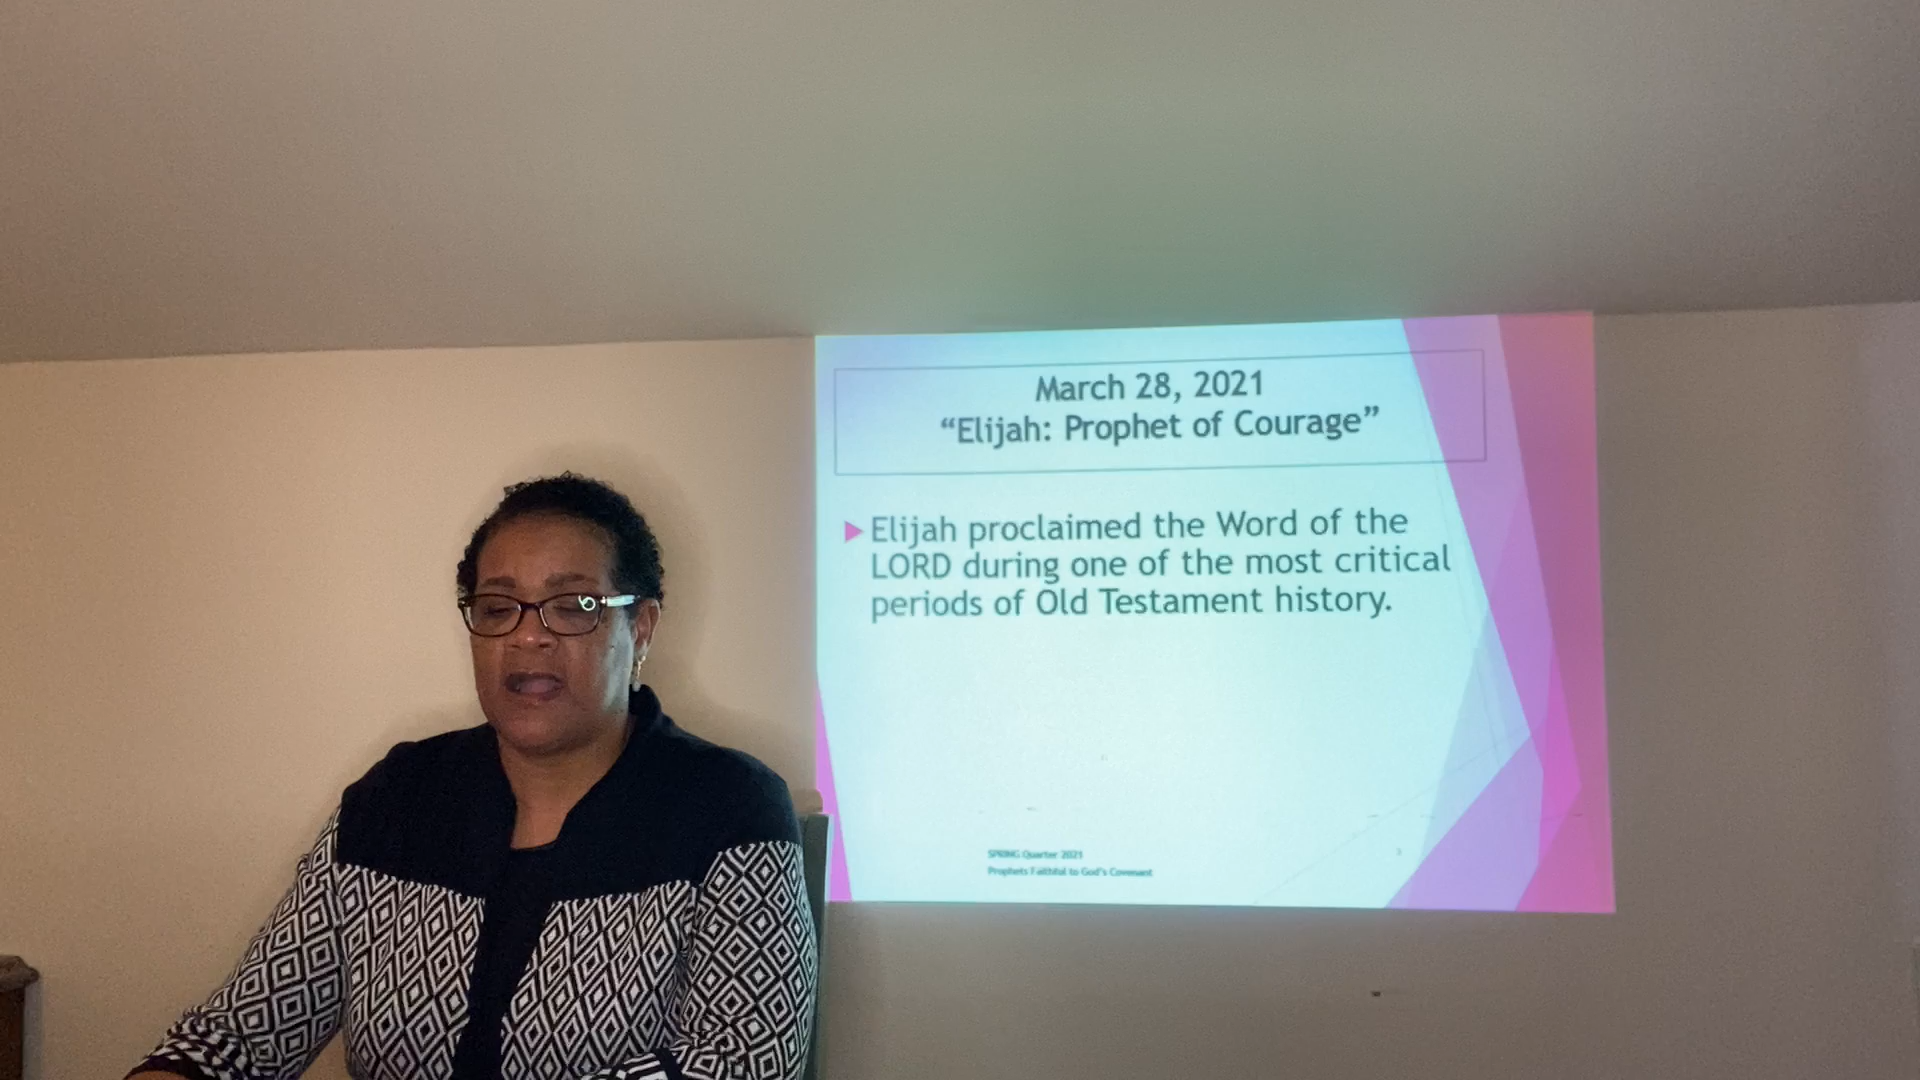 March 28, 2021
“Elijah: Prophet of Courage”
Elijah proclaimed the Word of the
LORD during one of the most critical
periods of Old Testament history.
SPRING Quarter 2021
Prophets Faithful to God's Covenant